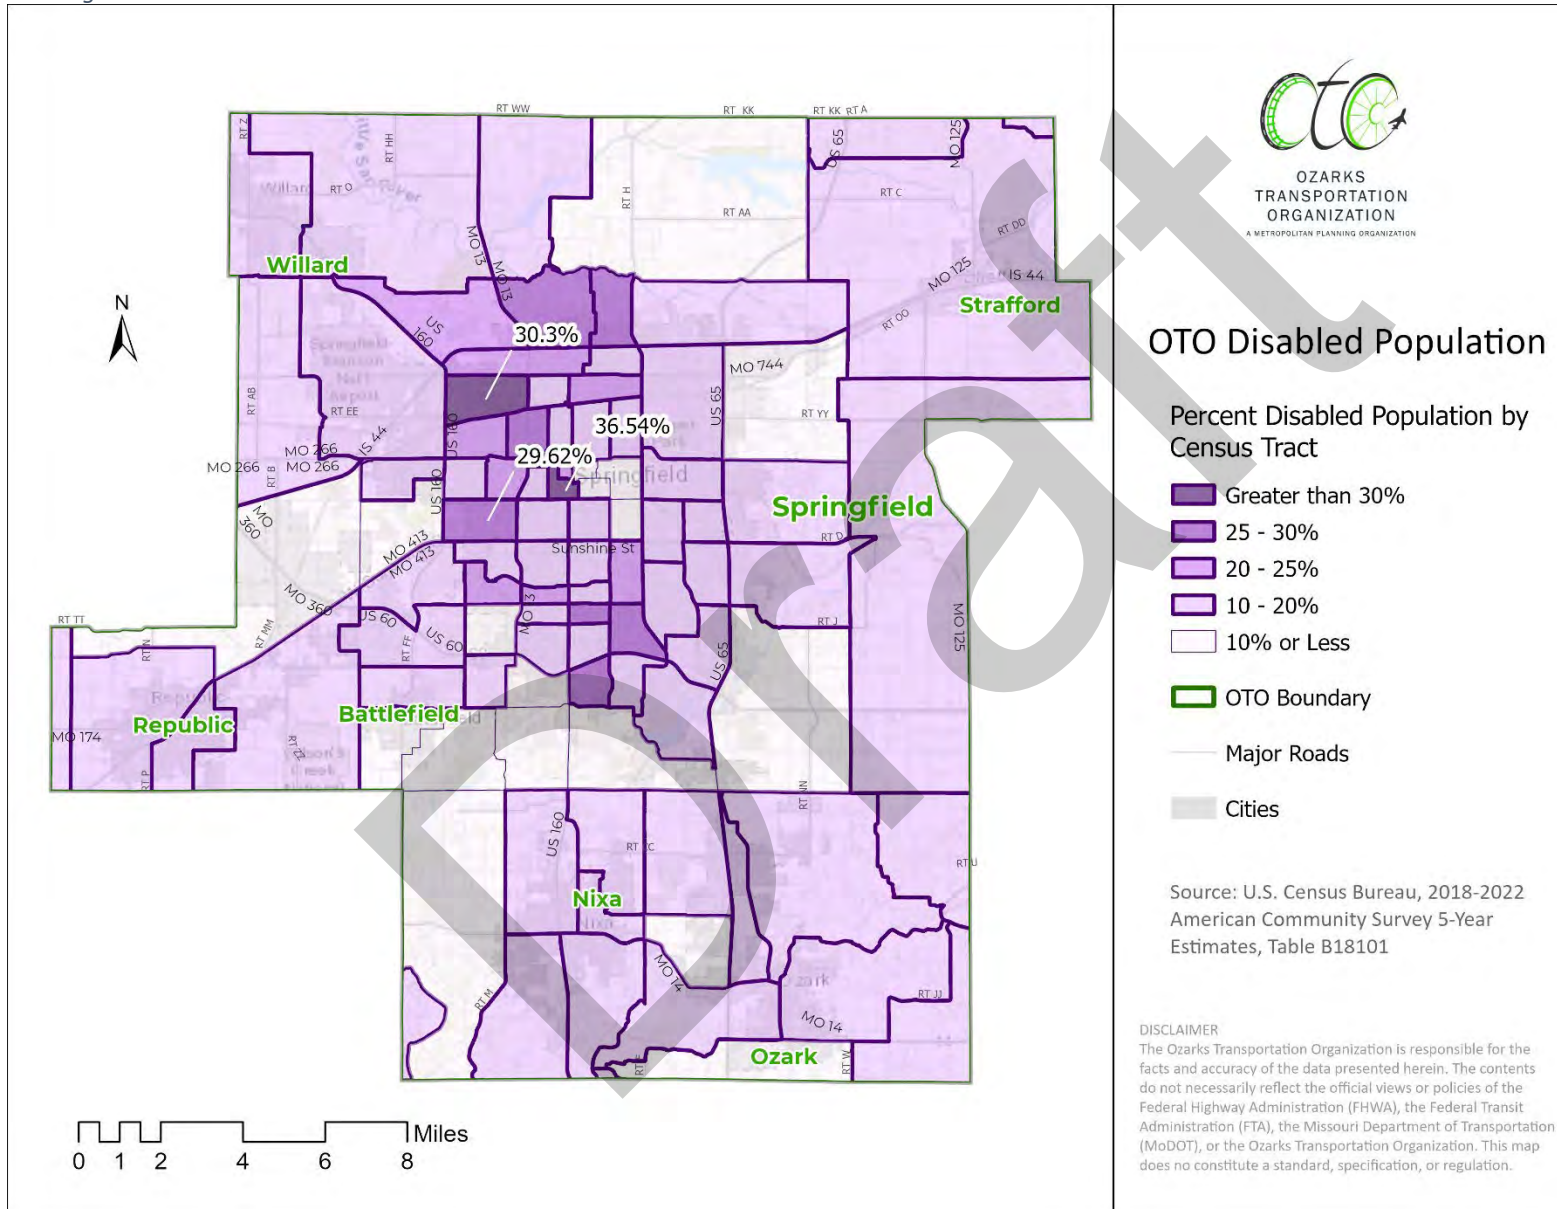 RT WW
RT KK
RT KK
RT A
RT Z
RT HH
US 65
MO 125
Willard
RT O
RT H
RT C
RT AA
RT DD
MO 13
MO 13
Willard
MO 125
IS 44
Strafford
N
US 160
30.3%
RT OO
Springfield-
Branson
Nat'l
Airport
MO 744
RT AB
RT EE
US 65
RT YY
US 160
36.54%
IS 44
MO 266
MO 266
MO 266
RT B
29.62%
US 160
Springfield
Springfield
MO 360
MO 413
MO 413
Sunshine St
RT D
MO 360
RT TT
US 60
MO 13
RT J
MO 125
RT N
RT MM
US 60
RT FF
US 65
Republic
Republic
Battlefield
MO 174
RT ZZ
RT P
RT NN
US 160
RT CC
RT U
Nixa
Nixa
MO 14
Ozark
RT M
RT JJ
MO 14
Ozark
RT W
Miles
0 1 2 4 6 8
Draft
oto
OZARKS
TRANSPORTATION
ORGANIZATION
A METROPOLITAN PLANNING ORGANIZATION
OTO Disabled Population
Percent Disabled Population by
Census Tract
Greater than 30%
25 - 30%
20 - 25%
10 - 20%
10% or Less
OTO Boundary
Major Roads
Cities
Source: U.S. Census Bureau, 2018-2022
American Community Survey 5-Year
Estimates, Table B18101
DISCLAIMER
The Ozarks Transportation Organization is responsible for the
facts and accuracy of the data presented herein. The contents
do not necessarily reflect the official views or policies of the
Federal Highway Administration (FHWA), the Federal Transit
Administration (FTA), the Missouri Department of Transportation
(MoDOT), or the Ozarks Transportation Organization. This map
does no constitute a standard, specification, or regulation.